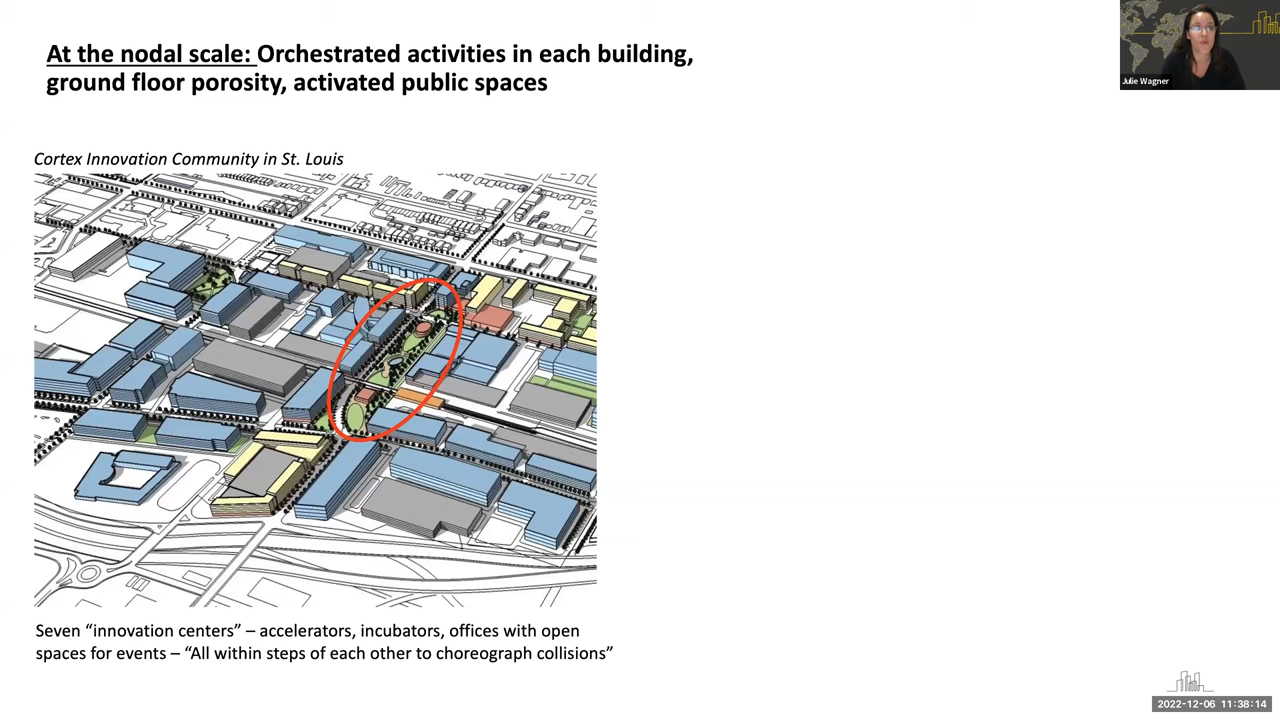 At the nodal scale: Orchestrated activities in each building,
ground floor porosity, activated public spaces
Julie Wagner
Cortex Innovation Community in St. Louis
Seven “innovation centers” – accelerators, incubators, offices with open
spaces for events – “All within steps of each other to choreograph collisions”
2022-12-06 11:38:14